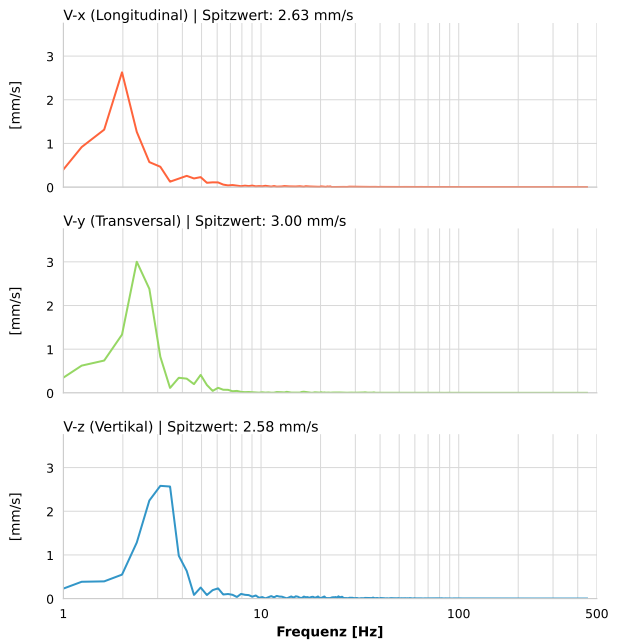 V-x (Longitudinal) | Spitzwert: 2.63 mm/s
[mm/s]
3
2
1
0
V-y (Transversal) | Spitzwert: 3.00 mm/s
[mm/s]
3
2
1
0
V-z (Vertikal) | Spitzwert: 2.58 mm/s
[mm/s]
3
2
1
0
1 10 100 500
Frequenz [Hz]